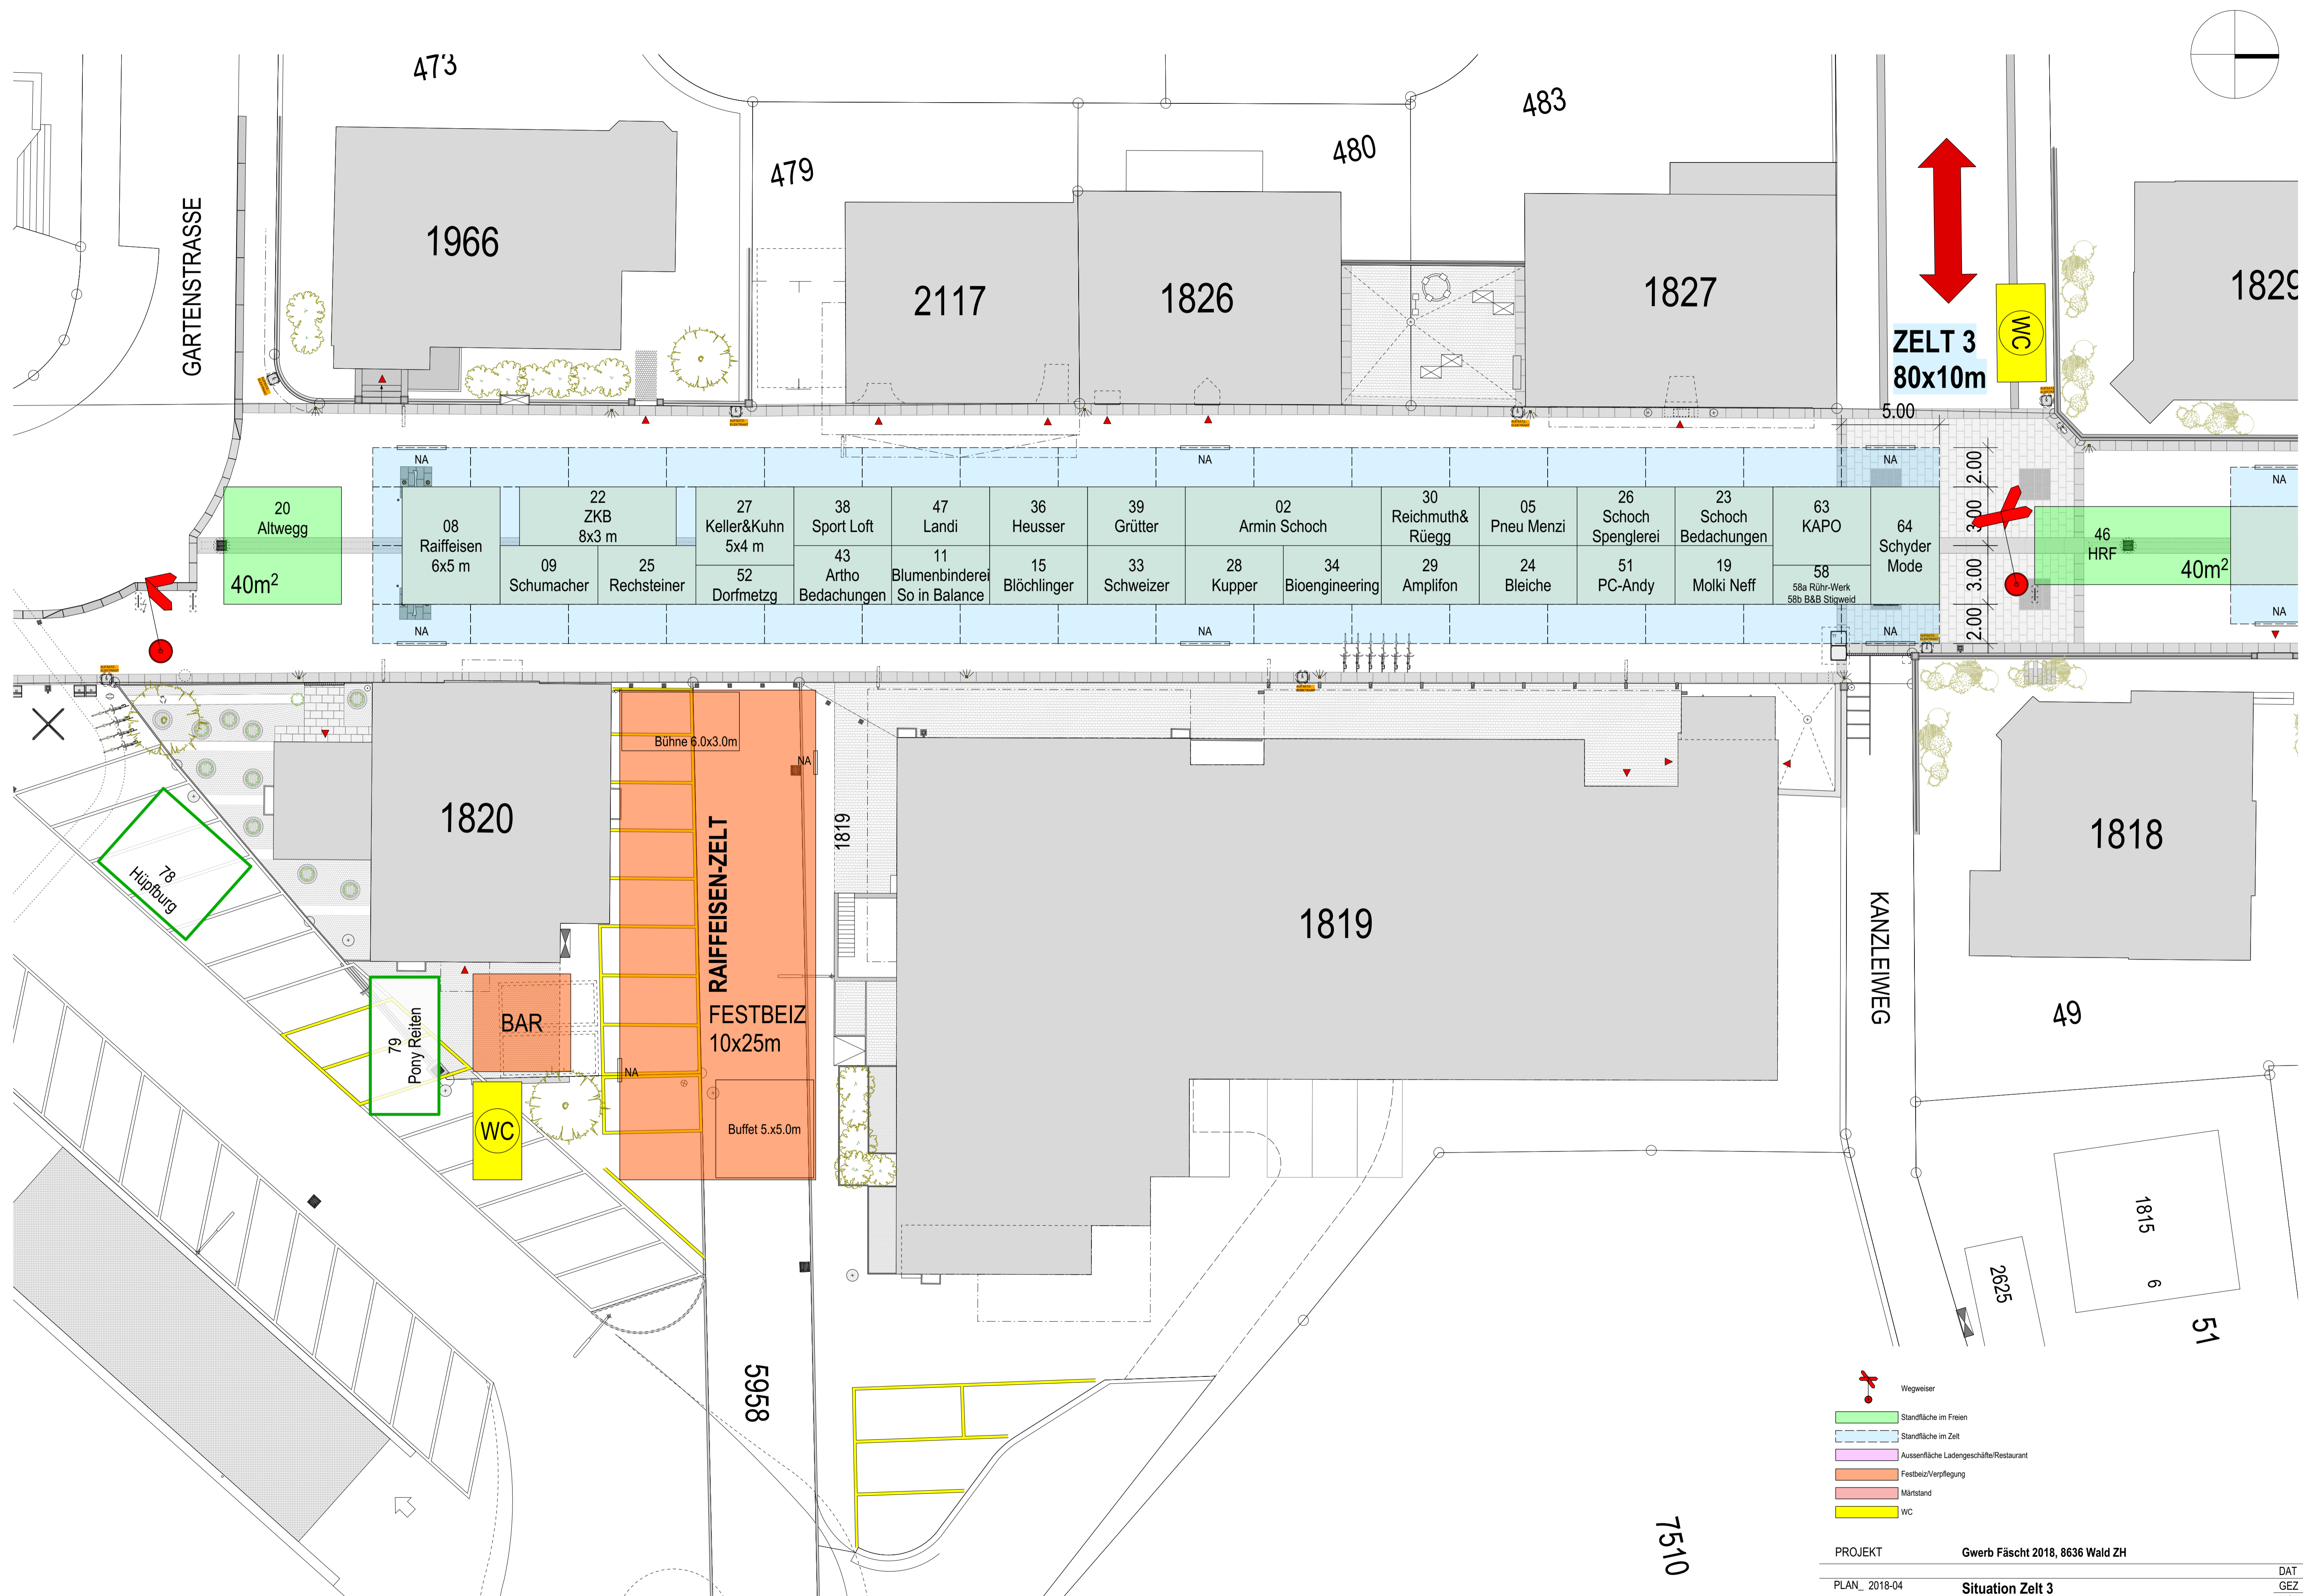 473
479
480
483
GARTENSTRASSE
1966
2117
1826
1827
1829
WC
ZELT 3
80x10m
5.00
NA
NA
NA
NA
20
Altwegg
40m²
08
Raiffeisen
6x5 m
22
ZKB
8x3 m
09
Schumacher
25
Rechsteiner
27
Keller&Kuhn
5x4 m
52
Dorfmetzg
38
Sport Loft
43
Artho
Bedachungen
47
Landi
11
Blumenbinderei
So in Balance
36
Heusser
15
Blöchlinger
39
Grütter
33
Schweizer
02
Armin Schoch
28
Kupper
34
Bioengineering
30
Reichmuth&
Rüegg
29
Amplifon
05
Pneu Menzi
24
Bleiche
26
Schoch
Spenglerei
51
PC-Andy
23
Schoch
Bedachungen
19
Molki Neff
63
KAPO
58
58a Rühr-Werk
58b B&B Stigweid
64
Schyder
Mode
2.00
3.00
3.00
2.00
46
HRF
40m²
NA
NA
NA
NA
Bühne 6.0x3.0m
NA
1820
RAIFFEISEN-ZELT
FESTBEIZ
10x25m
1819
1819
1818
KANZLEIWEG
49
78
Hüpfburg
79
Pony Reiten
BAR
NA
WC
Buffet 5.x5.0m
1815
6
2625
51
5958
7510
Wegweiser
Standfläche im Freien
Standfläche im Zelt
Aussenfläche Ladengeschäfte/Restaurant
Festbeiz/Verpflegung
Märtstand
WC
PROJEKT
Gwerb Fäscht 2018, 8636 Wald ZH
DAT
PLAN_ 2018-04
Situation Zelt 3
GEZ